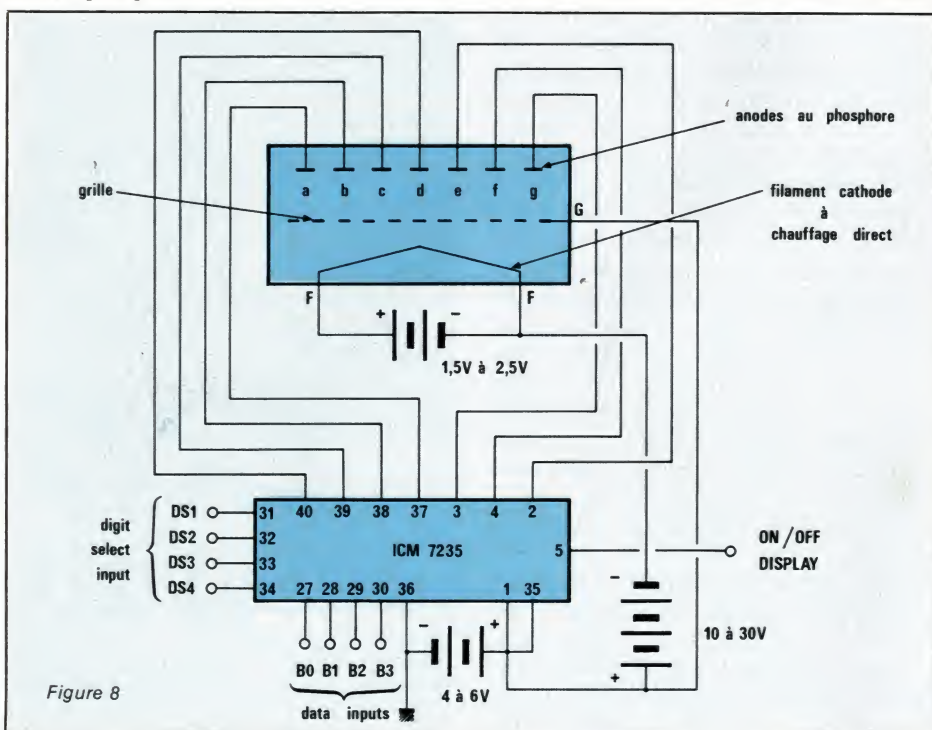 anodes au phosphore
a b c d e f g
grille
G
filament cathode
à
chauffage direct
F F
+ −
1,5V à 2,5V
digit
select
input
DS1
DS2
DS3
DS4
31
32
33
34
40 39 38 37 3 4 2
ICM 7235
5
27 28 29 30 36 1 35
ON/OFF
DISPLAY
B0 B1 B2 B3
data inputs
− +
4 à 6V
−
10 à 30V
+
Figure 8